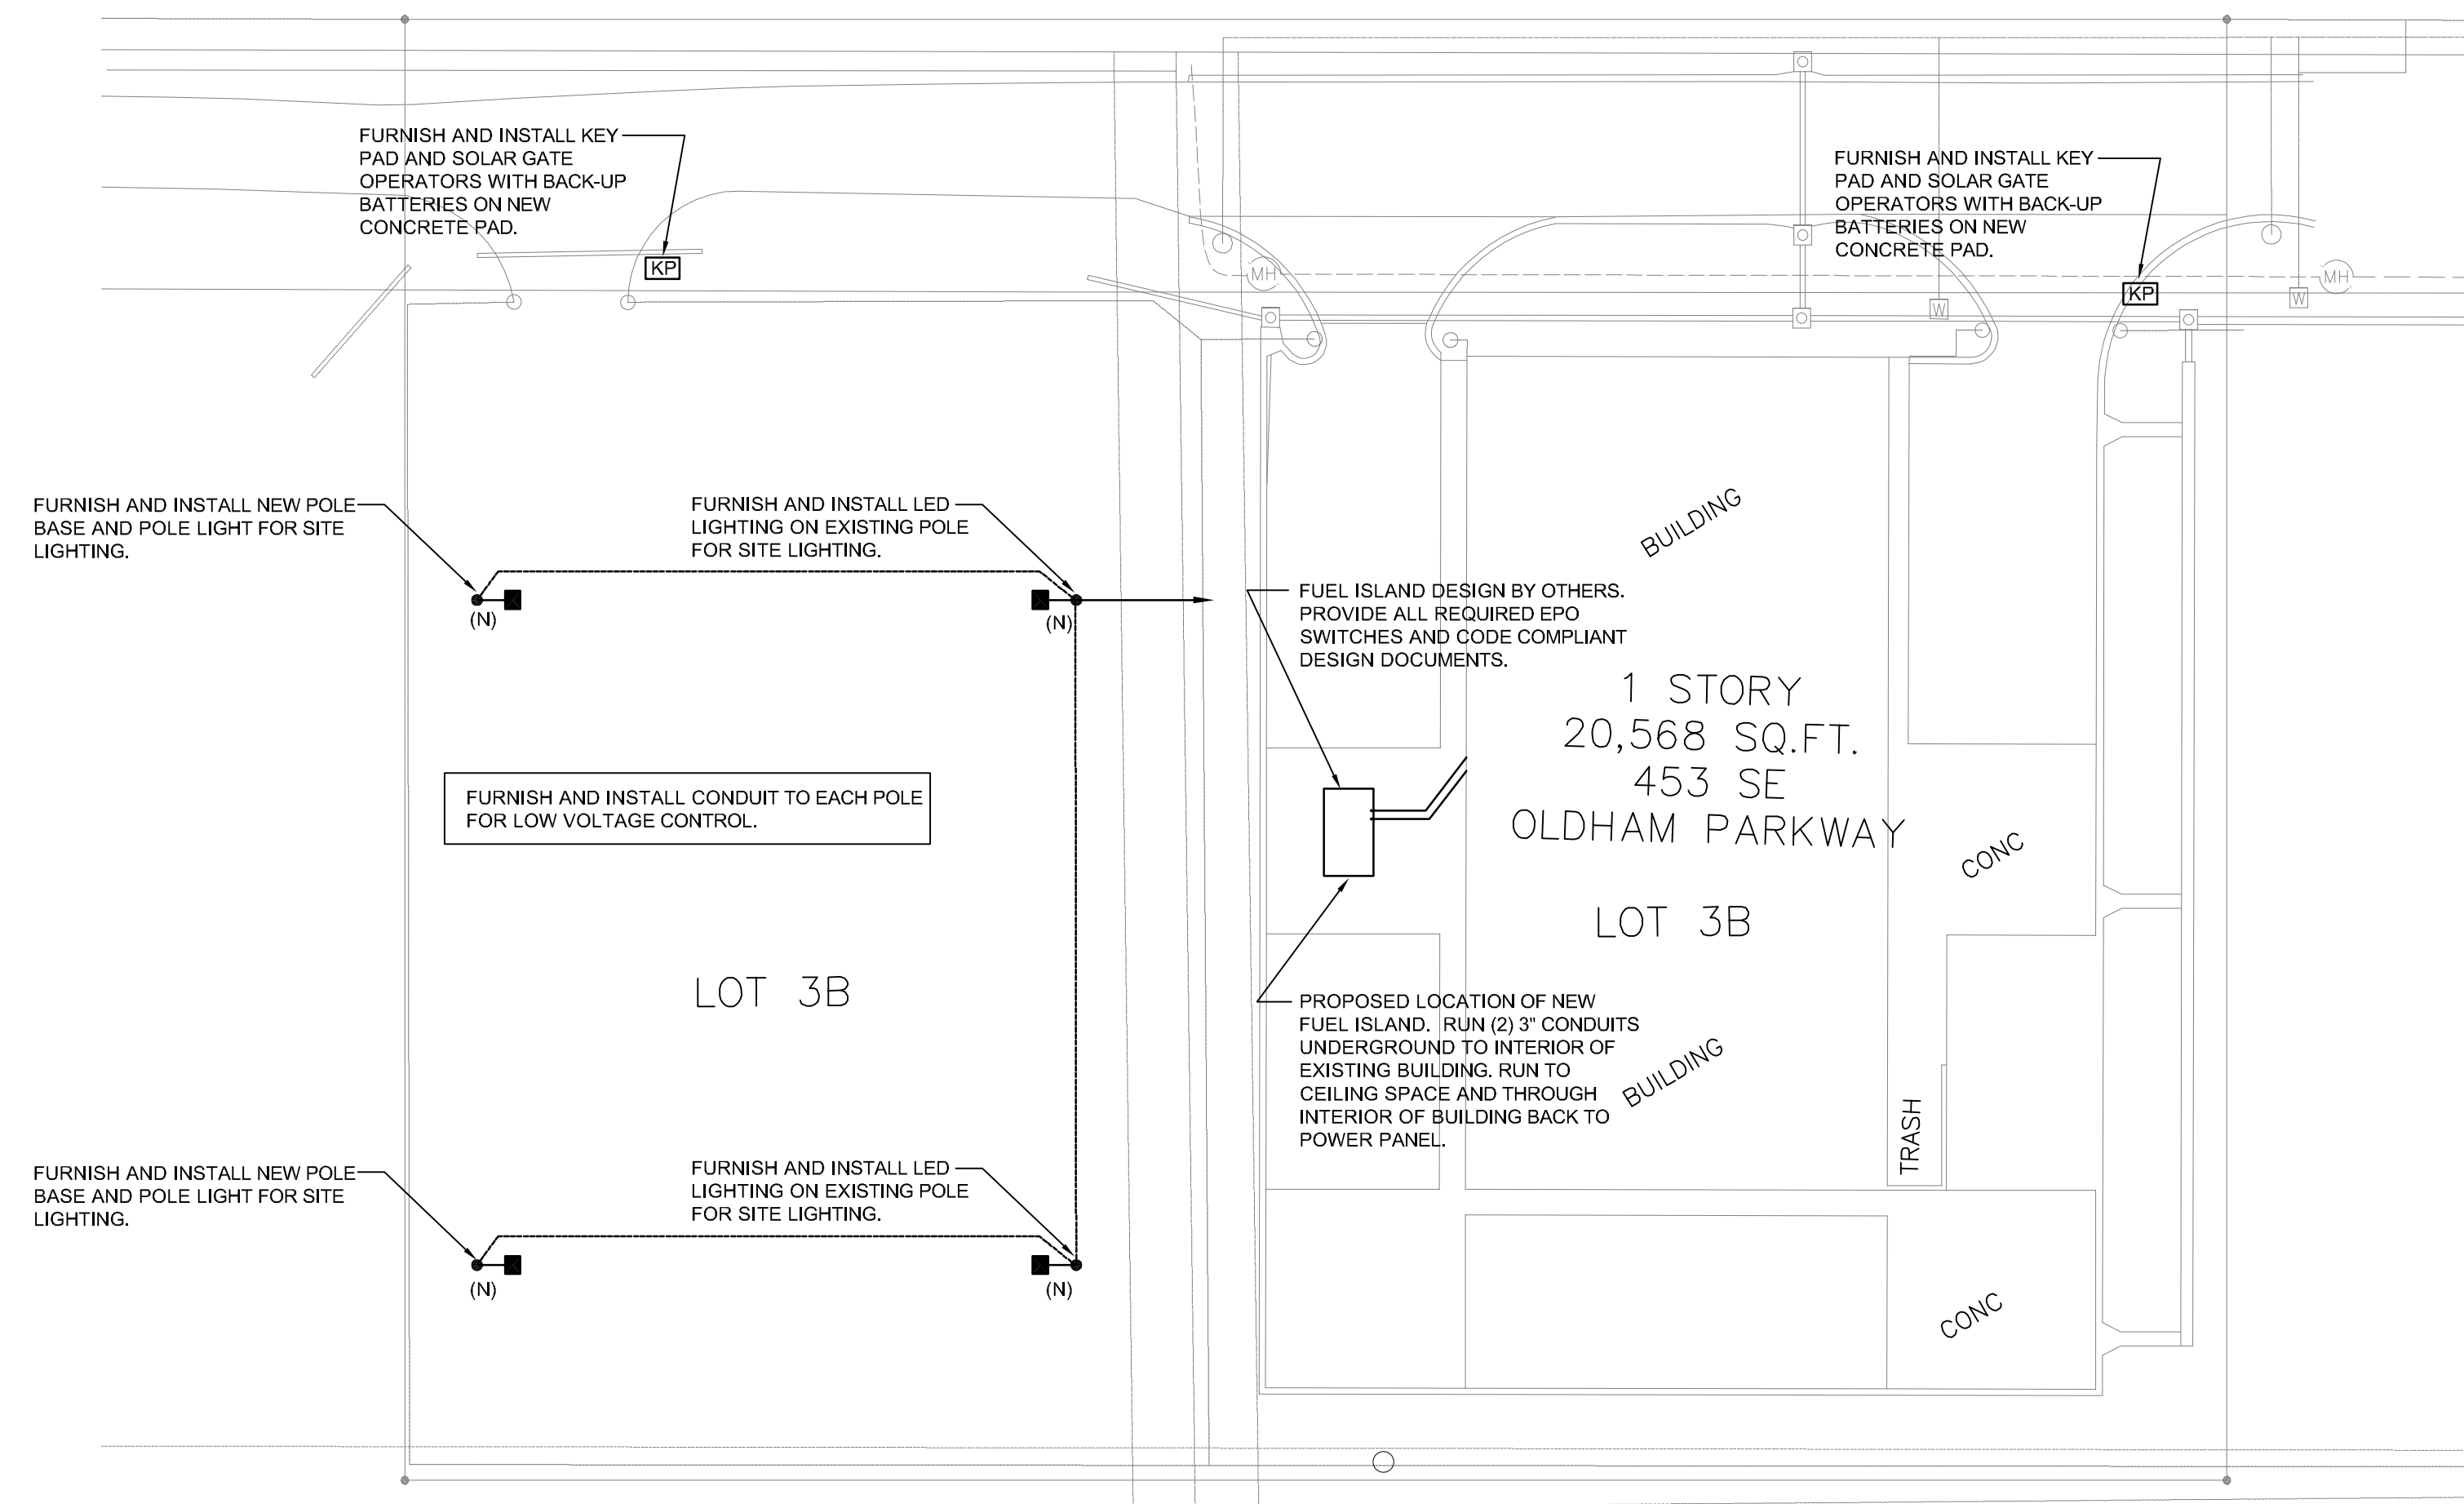 FURNISH AND INSTALL KEY
PAD AND SOLAR GATE
OPERATORS WITH BACK-UP
BATTERIES ON NEW
CONCRETE PAD.
KP
FURNISH AND INSTALL KEY
PAD AND SOLAR GATE
OPERATORS WITH BACK-UP
BATTERIES ON NEW
CONCRETE PAD.
KP
MH
W
W
MH
FURNISH AND INSTALL NEW POLE
BASE AND POLE LIGHT FOR SITE
LIGHTING.
(N)
FURNISH AND INSTALL LED
LIGHTING ON EXISTING POLE
FOR SITE LIGHTING.
(N)
BUILDING
FUEL ISLAND DESIGN BY OTHERS.
PROVIDE ALL REQUIRED EPO
SWITCHES AND CODE COMPLIANT
DESIGN DOCUMENTS.
1 STORY
20,568 SQ.FT.
453 SE
OLDHAM PARKWAY
LOT 3B
CONC
FURNISH AND INSTALL CONDUIT TO EACH POLE
FOR LOW VOLTAGE CONTROL.
LOT 3B
PROPOSED LOCATION OF NEW
FUEL ISLAND. RUN (2) 3" CONDUITS
UNDERGROUND TO INTERIOR OF
EXISTING BUILDING. RUN TO
CEILING SPACE AND THROUGH
INTERIOR OF BUILDING BACK TO
POWER PANEL.
BUILDING
TRASH
FURNISH AND INSTALL NEW POLE
BASE AND POLE LIGHT FOR SITE
LIGHTING.
(N)
FURNISH AND INSTALL LED
LIGHTING ON EXISTING POLE
FOR SITE LIGHTING.
(N)
CONC